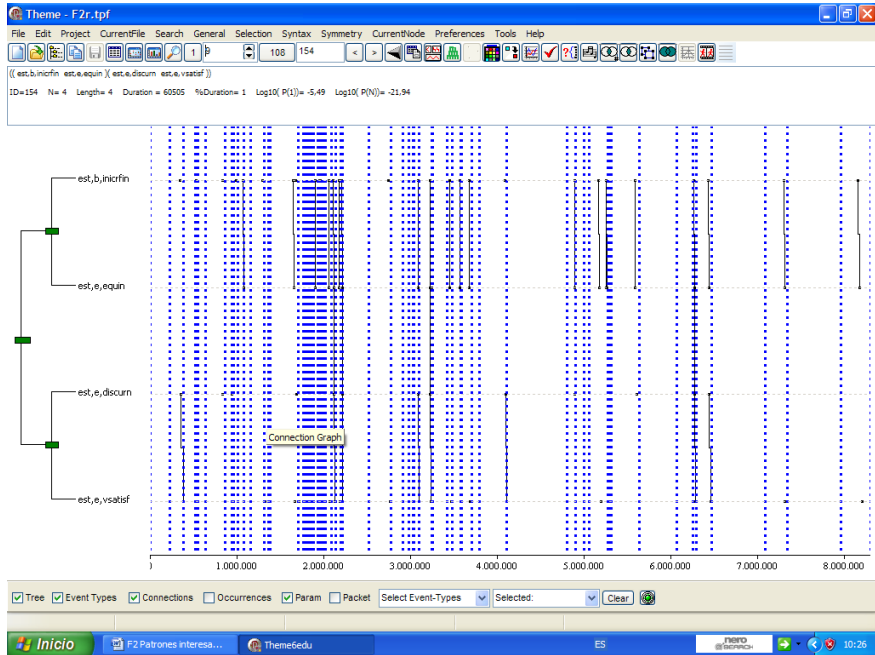 Theme - F2r.tpf
File Edit Project CurrentFile Search General Selection Syntax Symmetry CurrentNode Preferences Tools Help
1 9 108 154 < >
(( est,b,inicrfin est,e,equin )( est,e,discurn est,e,vsatisf ))
ID=154 N= 4 Length= 4 Duration = 60505 %Duration= 1 Log10( P(1))= -5,49 Log10( P(N))= -21,94
est,b,inicrfin
est,e,equin
est,e,discurn
Connection Graph
est,e,vsatisf
1.000.000 2.000.000 3.000.000 4.000.000 5.000.000 6.000.000 7.000.000 8.000.000
Tree Event Types Connections Occurrences Param Packet Select Event-Types Selected: Clear
Inicio F2 Patrones interesa... Theme6edu ES nero SEARCH 10:26